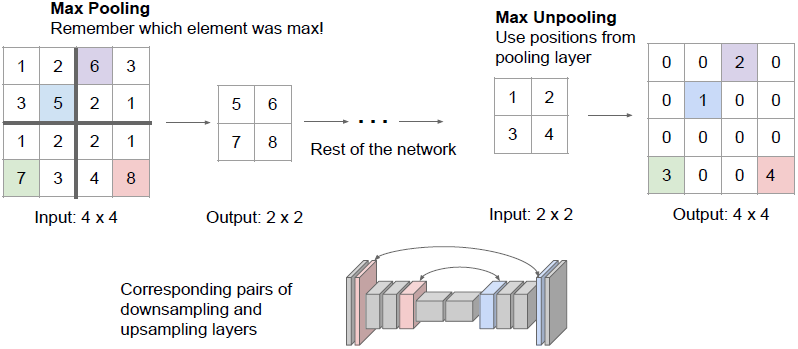 Max Pooling
Remember which element was max!
1 2 6 3
3 5 2 1
1 2 2 1
7 3 4 8
Input: 4 x 4
5 6
7 8
Output: 2 x 2
. . .
Rest of the network
Max Unpooling
Use positions from
pooling layer
1 2
3 4
Input: 2 x 2
0 0 2 0
0 1 0 0
0 0 0 0
3 0 0 4
Output: 4 x 4
Corresponding pairs of
downsampling and
upsampling layers